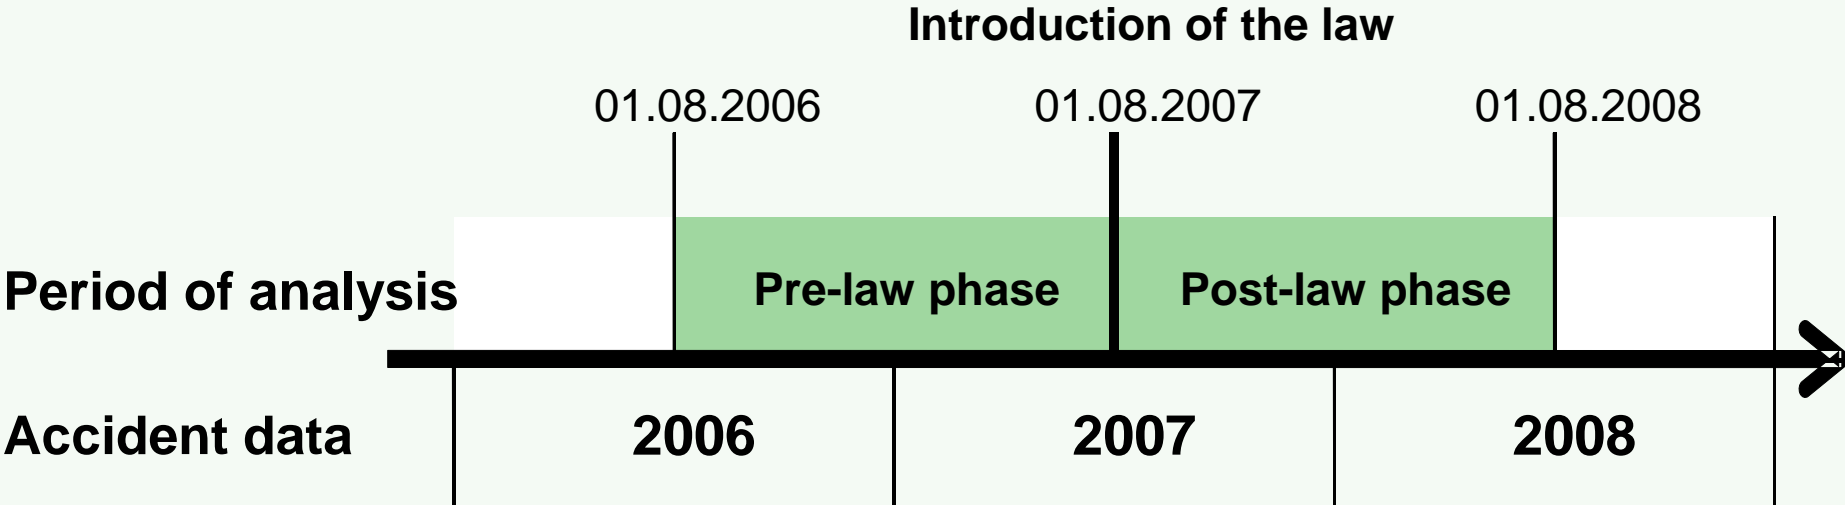 Introduction of the law
01.08.2006 01.08.2007 01.08.2008
Period of analysis Pre-law phase Post-law phase
Accident data 2006 2007 2008